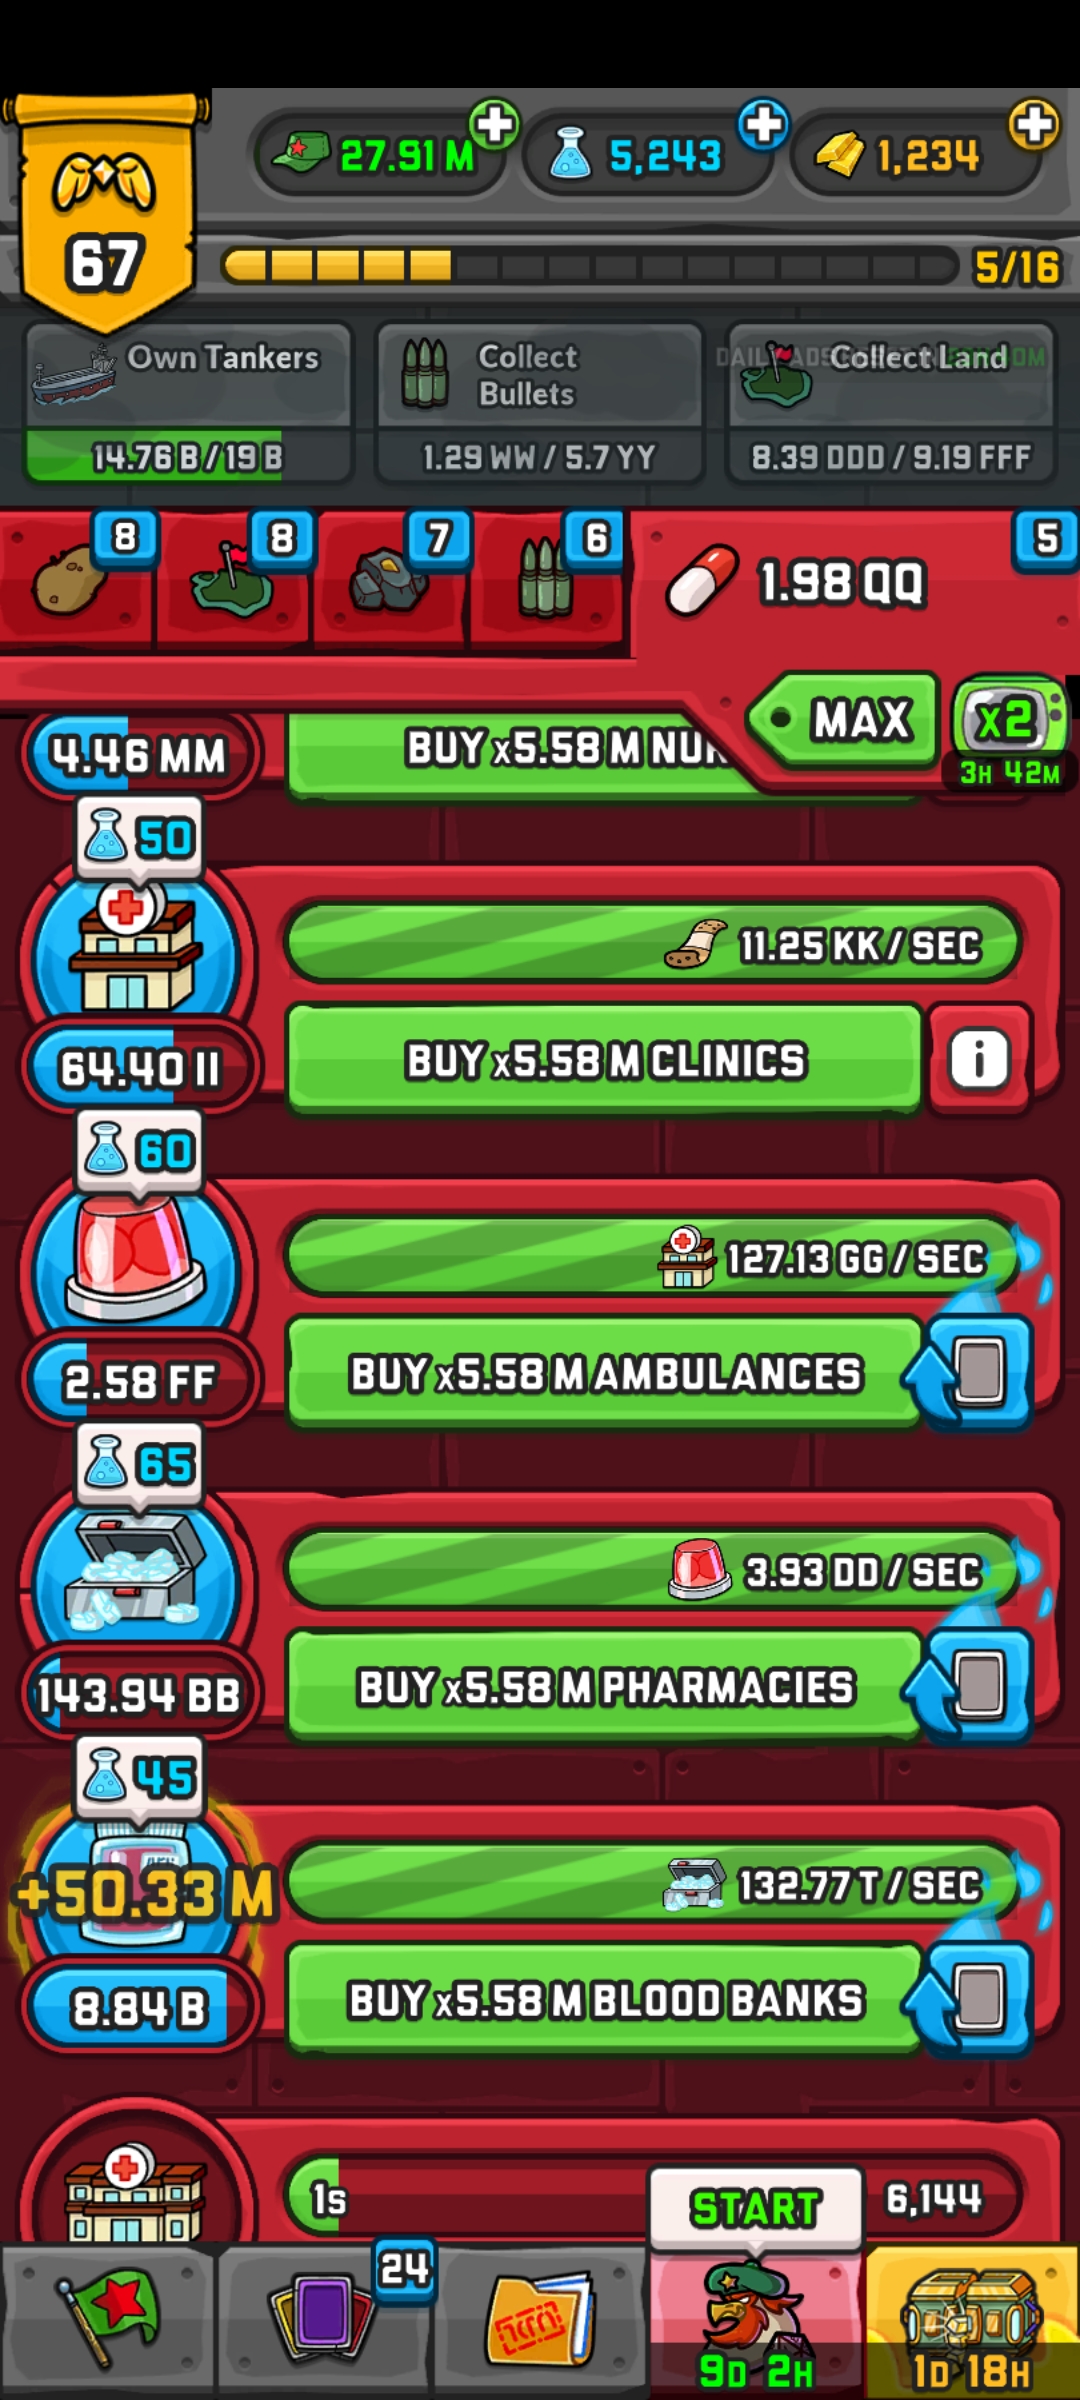 27.91 M
5,243
1,234
67
5/16
Own Tankers
Collect
Bullets
Collect Land
14.76 B / 19 B
1.29 WW / 5.7 YY
8.39 DDD / 9.19 FFF
8
8
7
6
5
1.98 QQ
MAX
x2
3H 42M
4.46 MM
BUY x5.58 M NUR
50
11.25 KK / SEC
64.40 II
BUY x5.58 M CLINICS
i
60
127.13 GG / SEC
2.58 FF
BUY x5.58 M AMBULANCES
65
3.93 DD / SEC
143.94 BB
BUY x5.58 M PHARMACIES
45
+50.33 M
132.77 T / SEC
8.84 B
BUY x5.58 M BLOOD BANKS
1s
START
6,144
24
9D 2H
1D 18H